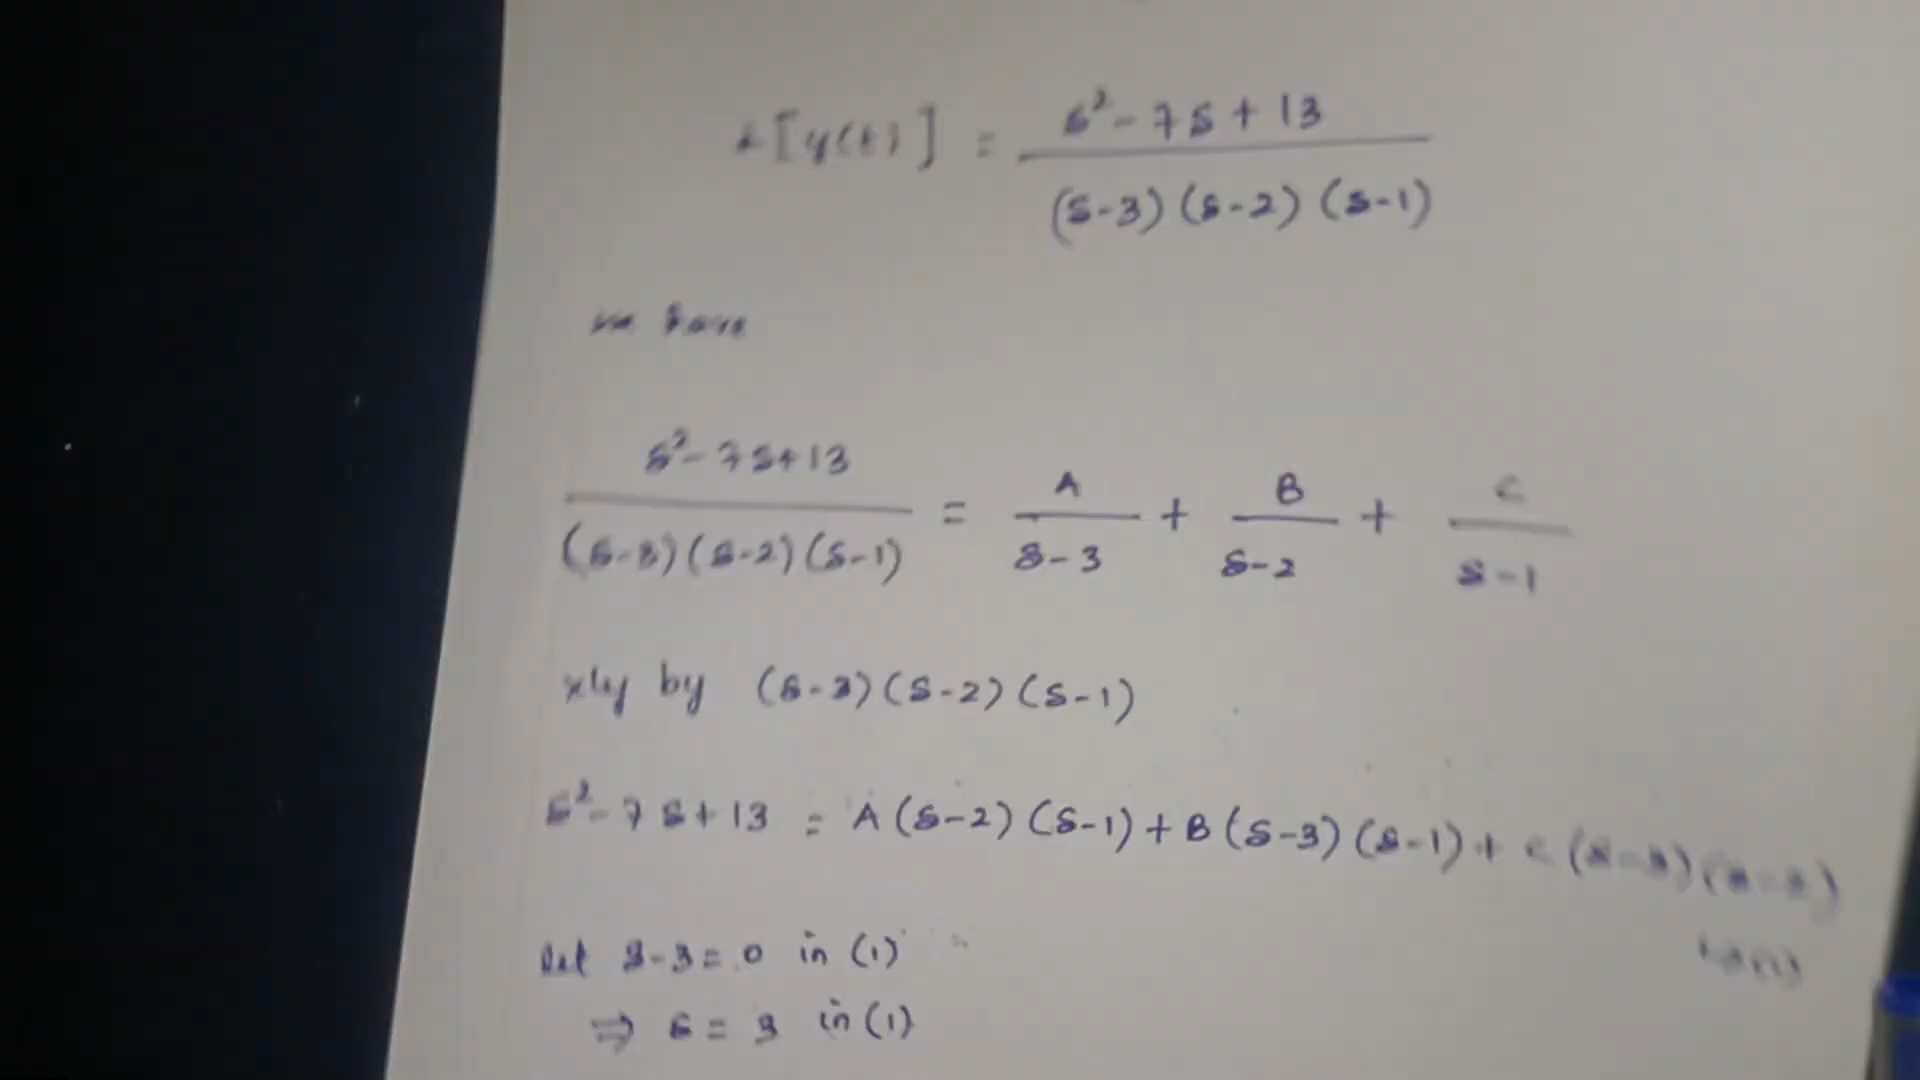 L[y(t)] = s² - 7s + 13 / (s-3)(s-2)(s-1)
we have
s² - 7s + 13 / (s-3)(s-2)(s-1) = A / s-3 + B / s-2 + C / s-1
xly by (s-3)(s-2)(s-1)
s² - 7s + 13 = A(s-2)(s-1) + B(s-3)(s-1) + C(s-3)(s-2)
let s-3 = 0 in (1)
⇒ s = 3 in (1)